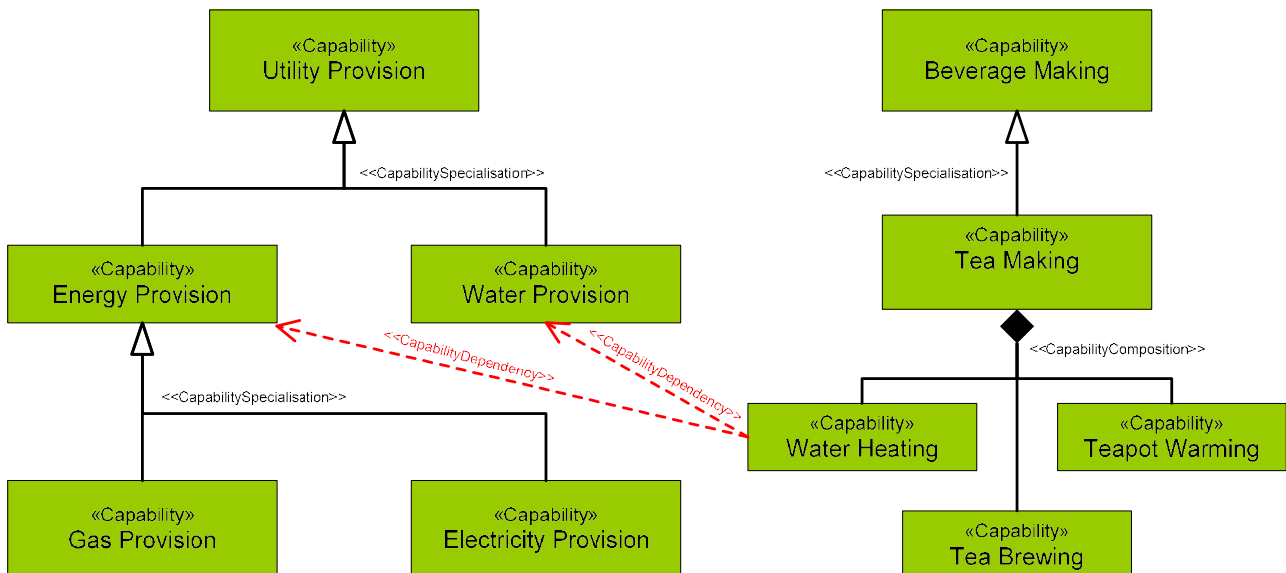 «Capability»
Utility Provision
«Capability»
Beverage Making
<<CapabilitySpecialisation>>
<<CapabilitySpecialisation>>
«Capability»
Energy Provision
«Capability»
Water Provision
«Capability»
Tea Making
<<CapabilityDependency>>
<<CapabilityDependency>>
<<CapabilityComposition>>
<<CapabilitySpecialisation>>
«Capability»
Water Heating
«Capability»
Teapot Warming
«Capability»
Gas Provision
«Capability»
Electricity Provision
«Capability»
Tea Brewing